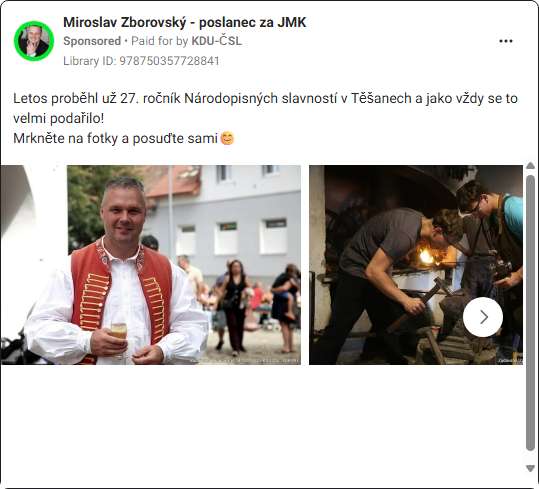 Miroslav Zborovský - poslanec za JMK
Sponsored • Paid for by KDU-ČSL
Library ID: 978750357728841
Letos proběhl už 27. ročník Národopisných slavností v Těšanech a jako vždy se to
velmi podařilo!
Mrkněte na fotky a posuďte sami😊